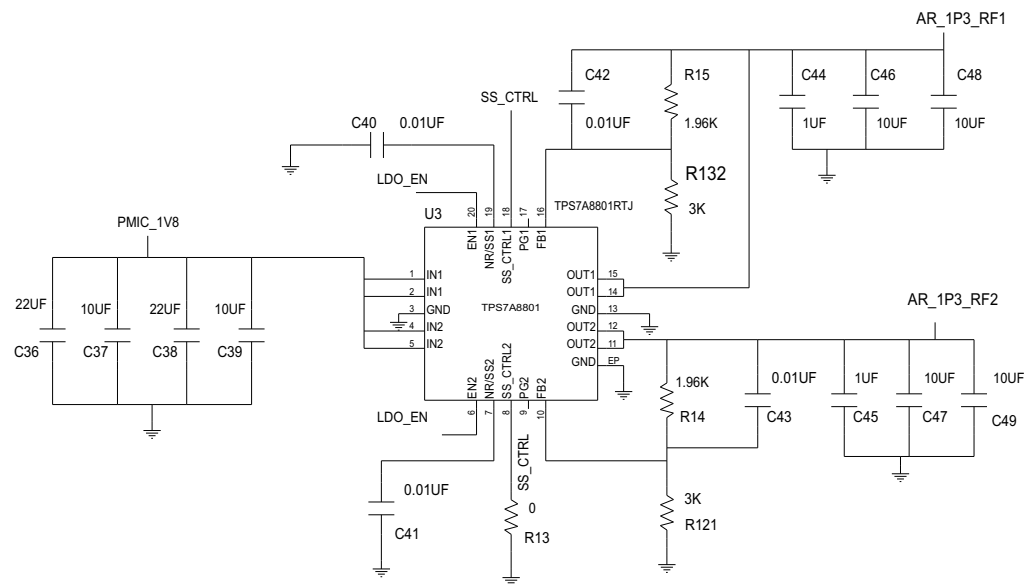 AR_1P3_RF1
C42
R15
C44
C46
C48
SS_CTRL
0.01UF
1.96K
1UF
10UF
10UF
C40
0.01UF
R132
3K
LDO_EN
TPS7A8801RTJ
U3
20
19
18
17
16
EN1
NR/SS1
SS_CTRL1
PG1
FB1
PMIC_1V8
1
IN1
OUT1
15
2
IN1
OUT1
14
3
GND
TPS7A8801
GND
13
4
IN2
OUT2
12
5
IN2
OUT2
11
GND
EP
AR_1P3_RF2
22UF
10UF
22UF
10UF
C36
C37
C38
C39
EN2
NR/SS2
SS_CTRL2
PG2
FB2
6
7
8
9
10
LDO_EN
1.96K
R14
0.01UF
C43
1UF
C45
10UF
C47
10UF
C49
SS_CTRL
0.01UF
C41
0
R13
3K
R121